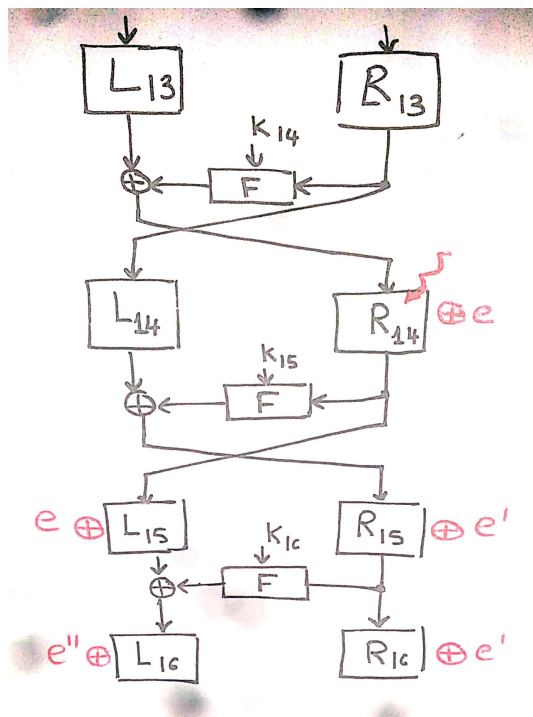 L₁₃ R₁₃
K₁₄
⊕ F
L₁₄ R₁₄ ⊕ e
K₁₅
⊕ F
e ⊕ L₁₅ R₁₅ ⊕ e'
K₁₆
⊕ F
e'' ⊕ L₁₆ R₁₆ ⊕ e'